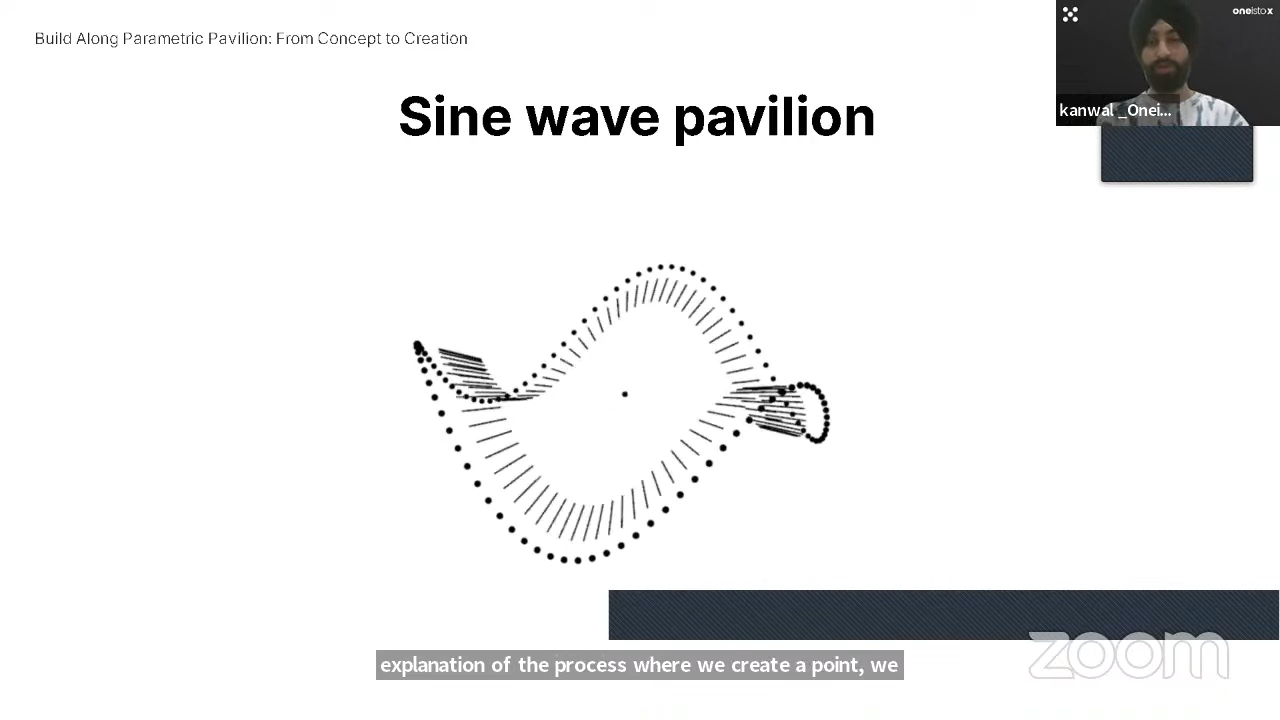 Build Along Parametric Pavilion: From Concept to Creation
oneistox
kanwal _Onei...
Sine wave pavilion
explanation of the process where we create a point, we
zoom